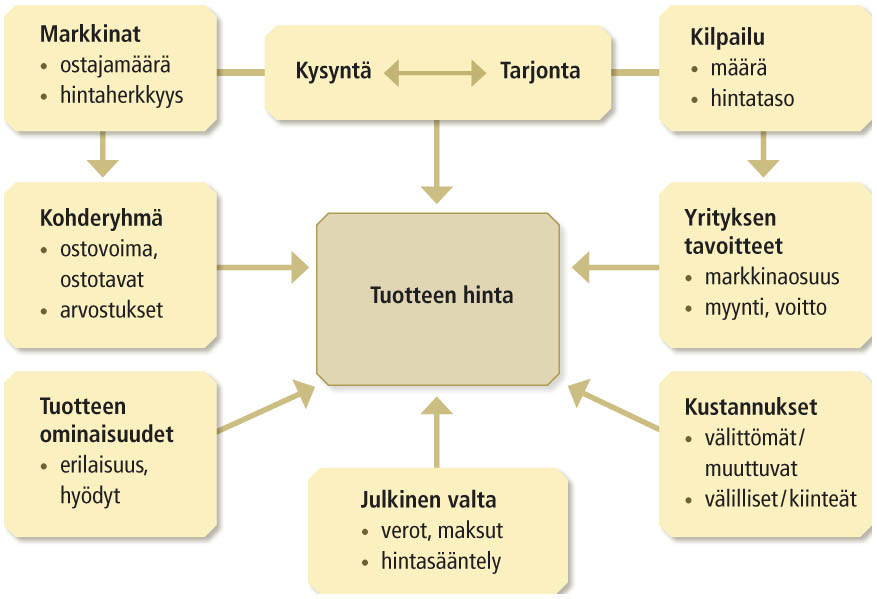 Markkinat
• ostajamäärä
• hintaherkkyys
Kysyntä
Tarjonta
Kilpailu
• määrä
• hintataso
Kohderyhmä
• ostovoima,
ostotavat
• arvostukset
Tuotteen hinta
Yrityksen
tavoitteet
• markkinaosuus
• myynti, voitto
Tuotteen
ominaisuudet
• erilaisuus,
hyödyt
Julkinen valta
• verot, maksut
• hintasääntely
Kustannukset
• välittömät/
muuttuvat
• välilliset/kiinteät